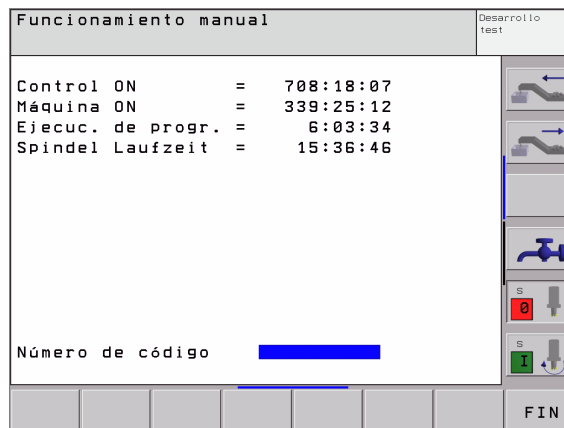 Funcionamiento manual
Desarrollo
test
Control ON = 708:18:07
Máquina ON = 339:25:12
Ejecuc. de progr. = 6:03:34
Spindel Laufzeit = 15:36:46
S
0
S
I
Número de código
FIN